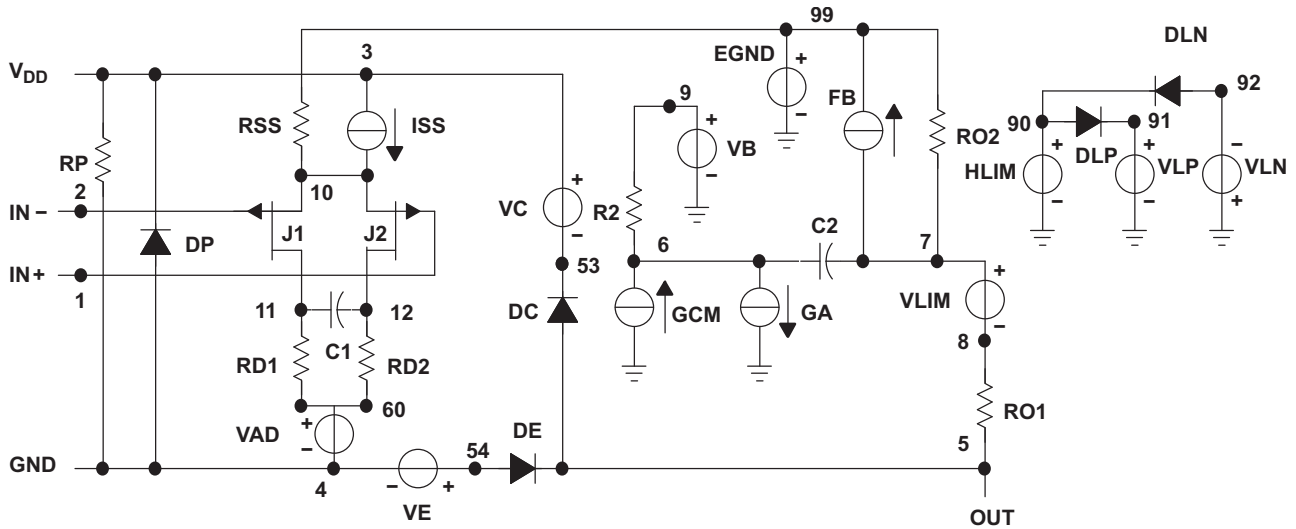 99
3
DLN
V_DD
EGND
+
92
9
FB
RSS
ISS
+
90
91
RP
VB
RO2
DLP
+
+
-
2
10
HLIM
VLP
VLN
IN -
VC
+
-
R2
C2
-
-
+
DP
J1
J2
6
7
IN +
53
1
DC
GCM
GA
VLIM
+
-
11
12
8
C1
RD1
RD2
60
RO1
VAD
+
-
DE
54
5
GND
4
-
+
VE
OUT